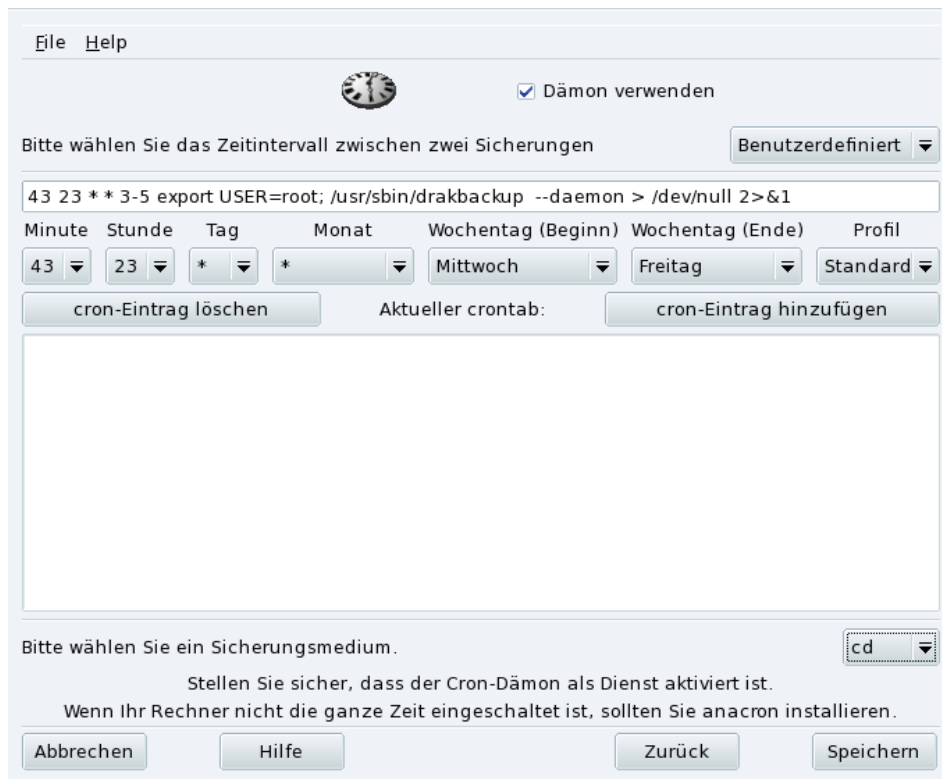 File Help
Dämon verwenden
Bitte wählen Sie das Zeitintervall zwischen zwei Sicherungen Benutzerdefiniert
43 23 * * 3-5 export USER=root; /usr/sbin/drakbackup --daemon > /dev/null 2>&1
Minute Stunde Tag Monat Wochentag (Beginn) Wochentag (Ende) Profil
43 23 * * Mittwoch Freitag Standard
cron-Eintrag löschen Aktueller crontab: cron-Eintrag hinzufügen
Bitte wählen Sie ein Sicherungsmedium. cd
Stellen Sie sicher, dass der Cron-Dämon als Dienst aktiviert ist.
Wenn Ihr Rechner nicht die ganze Zeit eingeschaltet ist, sollten Sie anacron installieren.
Abbrechen Hilfe Zurück Speichern